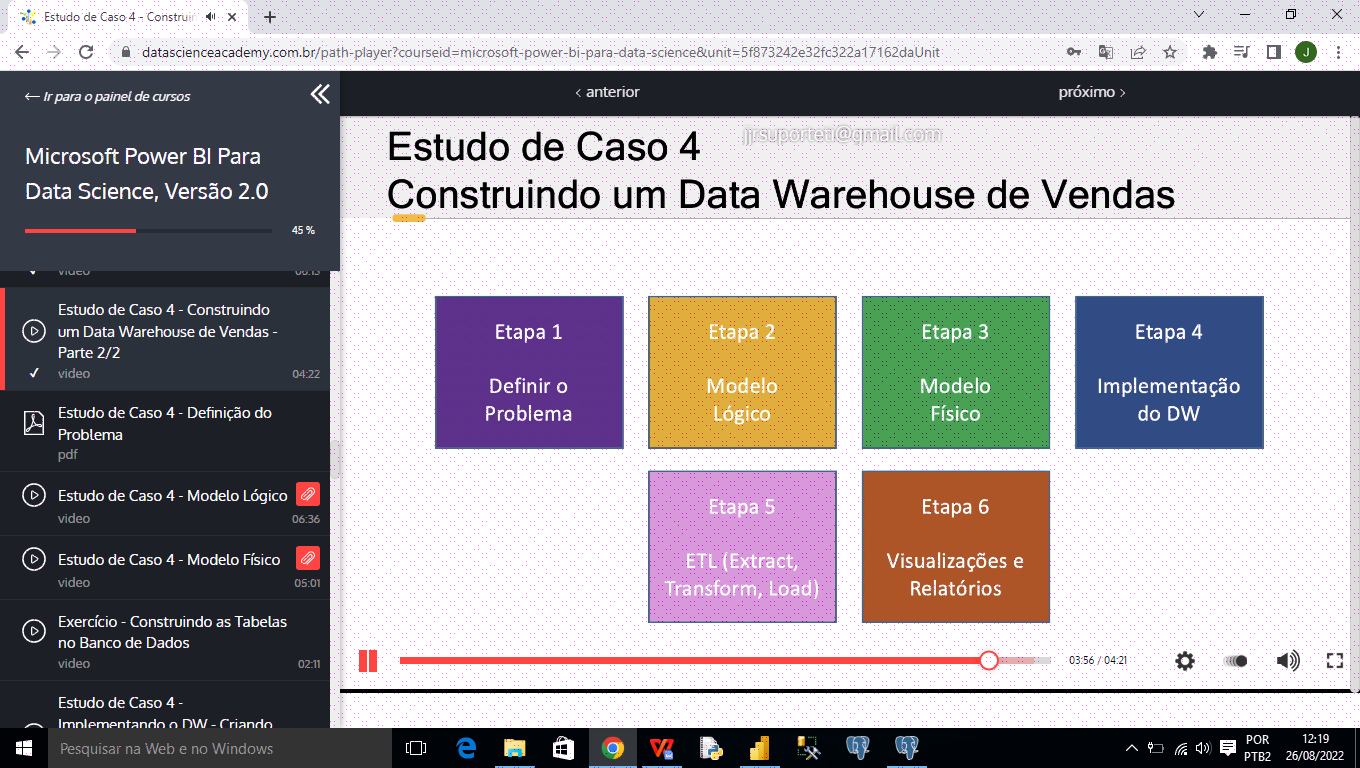 Estudo de Caso 4 - Construin
datascienceacademy.com.br/path-player?courseid=microsoft-power-bi-para-data-science&unit=5f873242e32fc322a17162daUnit
J
← Ir para o painel de cursos
‹ anterior
próximo ›
Microsoft Power BI Para
Data Science, Versão 2.0
45 %
video
06:13
Estudo de Caso 4 - Construindo
um Data Warehouse de Vendas -
Parte 2/2
video
04:22
Estudo de Caso 4 - Definição do
Problema
pdf
Estudo de Caso 4 - Modelo Lógico
video
06:36
Estudo de Caso 4 - Modelo Físico
video
05:01
Exercício - Construindo as Tabelas
no Banco de Dados
video
02:11
Estudo de Caso 4 -
Implementando o DW - Criando
jjrsuporteri@gmail.com
Estudo de Caso 4
Construindo um Data Warehouse de Vendas
Etapa 1
Definir o
Problema
Etapa 2
Modelo
Lógico
Etapa 3
Modelo
Físico
Etapa 4
Implementação
do DW
Etapa 5
ETL (Extract,
Transform, Load)
Etapa 6
Visualizações e
Relatórios
03:56 / 04:21
Pesquisar na Web e no Windows
POR
PTB2
12:19
26/08/2022